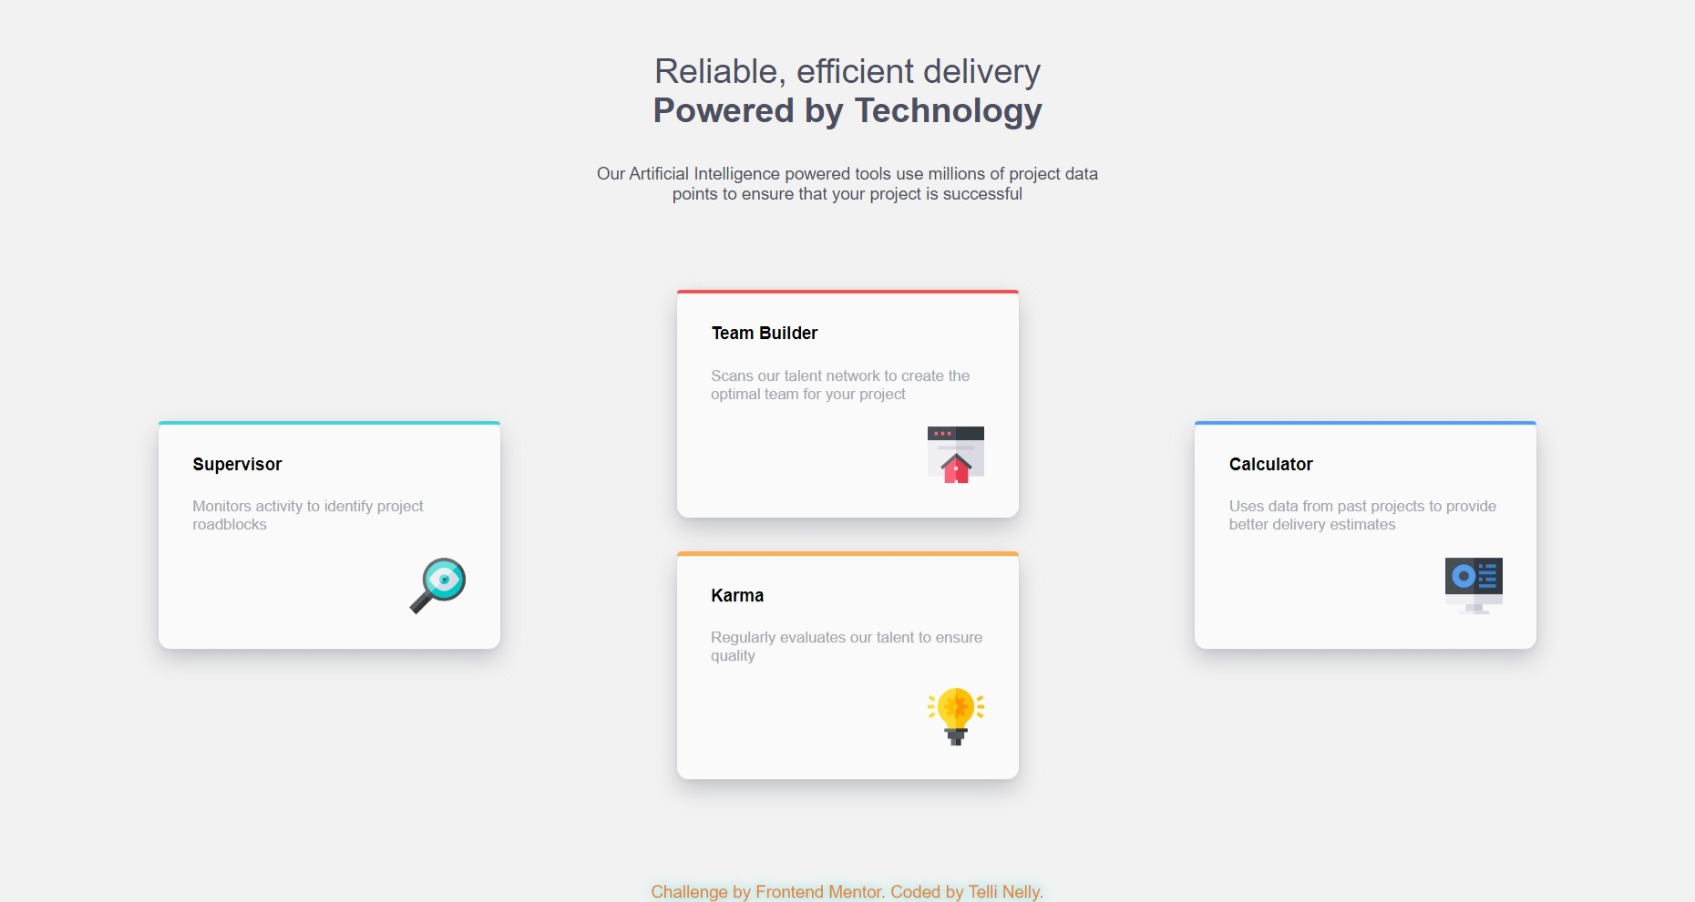 Reliable, efficient delivery
Powered by Technology
Our Artificial Intelligence powered tools use millions of project data
points to ensure that your project is successful
Supervisor
Monitors activity to identify project
roadblocks
Team Builder
Scans our talent network to create the
optimal team for your project
Karma
Regularly evaluates our talent to ensure
quality
Calculator
Uses data from past projects to provide
better delivery estimates
Challenge by Frontend Mentor. Coded by Telli Nelly.